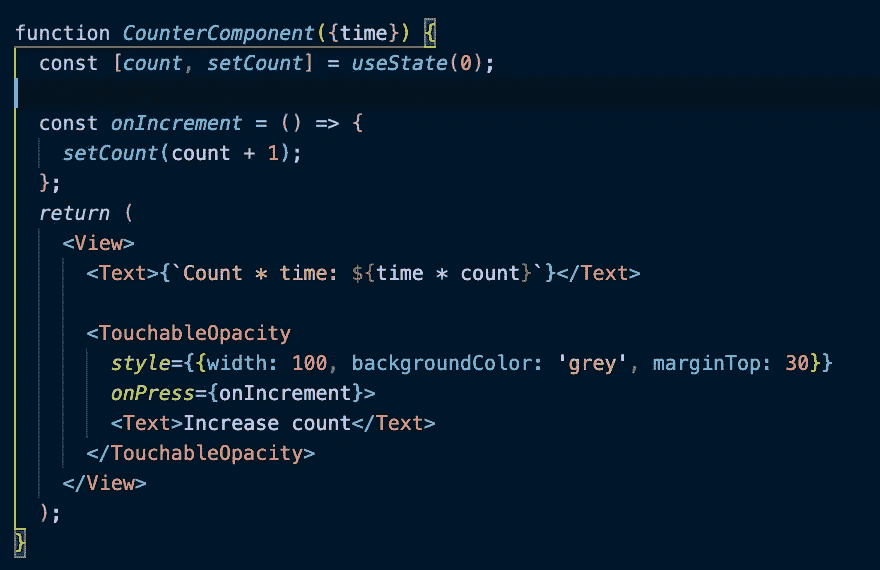 function CounterComponent({time}) {
  const [count, setCount] = useState(0);

  const onIncrement = () => {
    setCount(count + 1);
  };
  return (
    <View>
      <Text>{`Count * time: ${time * count}`}</Text>

      <TouchableOpacity
        style={{width: 100, backgroundColor: 'grey', marginTop: 30}}
        onPress={onIncrement}>
        <Text>Increase count</Text>
      </TouchableOpacity>
    </View>
  );
}